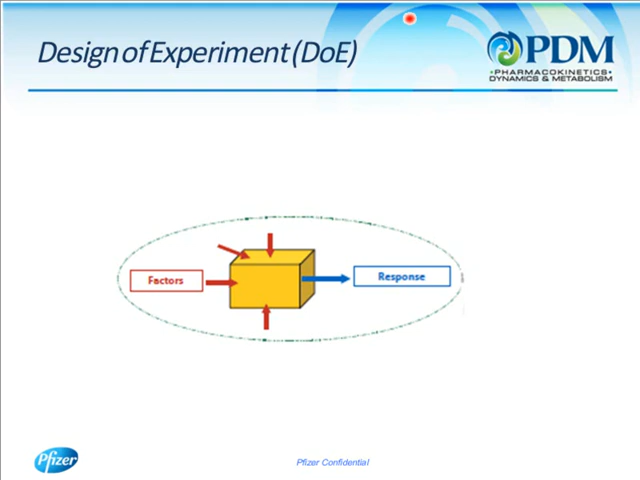 Design of Experiment (DoE)
PDM
•PHARMACOKINETICS•
DYNAMICS & METABOLISM
Factors
Response
Pfizer
Pfizer Confidential